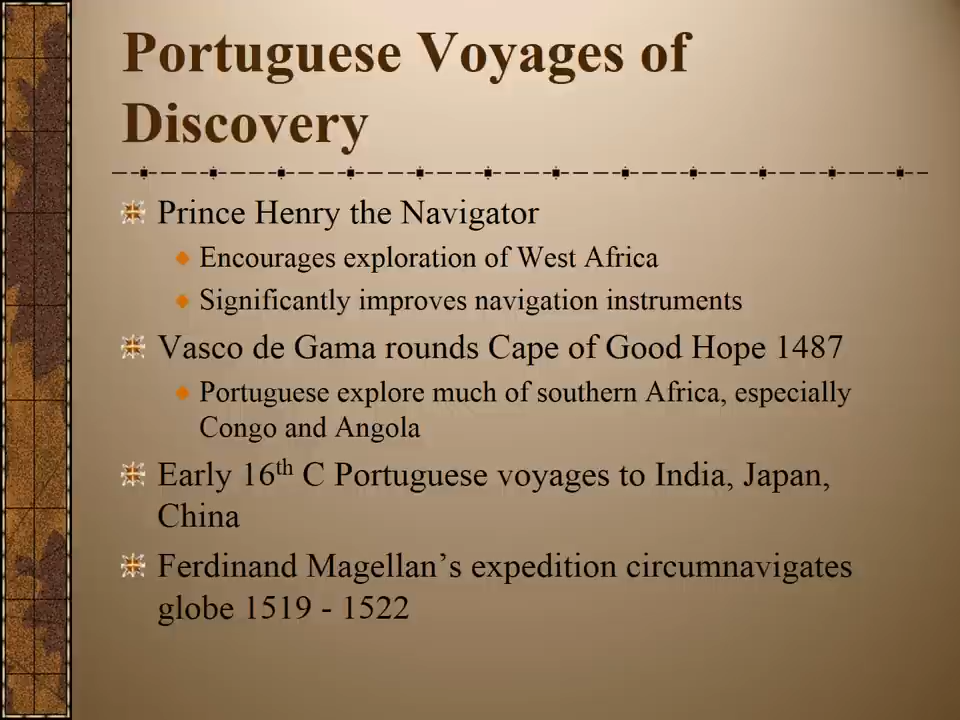 Portuguese Voyages of
Discovery
Prince Henry the Navigator
Encourages exploration of West Africa
Significantly improves navigation instruments
Vasco de Gama rounds Cape of Good Hope 1487
Portuguese explore much of southern Africa, especially
Congo and Angola
Early 16th C Portuguese voyages to India, Japan,
China
Ferdinand Magellan’s expedition circumnavigates
globe 1519 - 1522